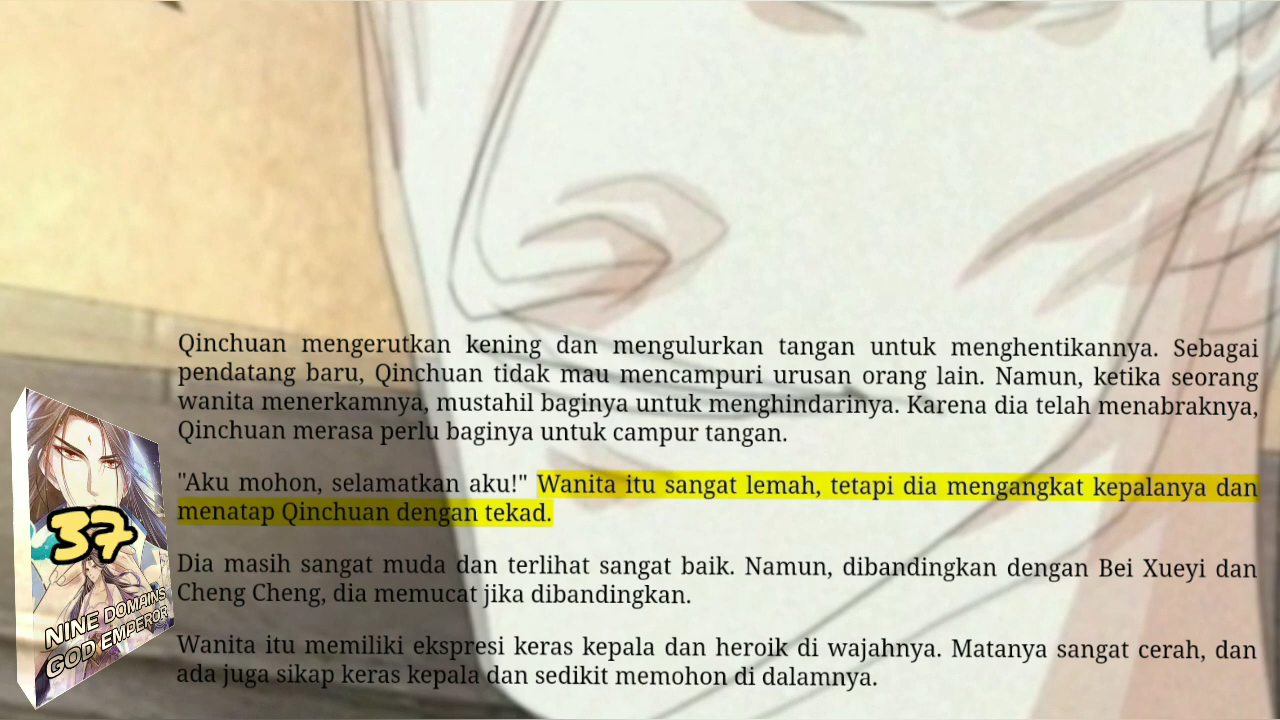 Qinchuan mengerutkan kening dan mengulurkan tangan untuk menghentikannya. Sebagai
pendatang baru, Qinchuan tidak mau mencampuri urusan orang lain. Namun, ketika seorang
wanita menerkamnya, mustahil baginya untuk menghindarinya. Karena dia telah menabraknya,
Qinchuan merasa perlu baginya untuk campur tangan.
"Aku mohon, selamatkan aku!" Wanita itu sangat lemah, tetapi dia mengangkat kepalanya dan
menatap Qinchuan dengan tekad.
Dia masih sangat muda dan terlihat sangat baik. Namun, dibandingkan dengan Bei Xueyi dan
Cheng Cheng, dia memucat jika dibandingkan.
Wanita itu memiliki ekspresi keras kepala dan heroik di wajahnya. Matanya sangat cerah, dan
ada juga sikap keras kepala dan sedikit memohon di dalamnya.
37
NINE DOMAINS
GOD EMPEROR